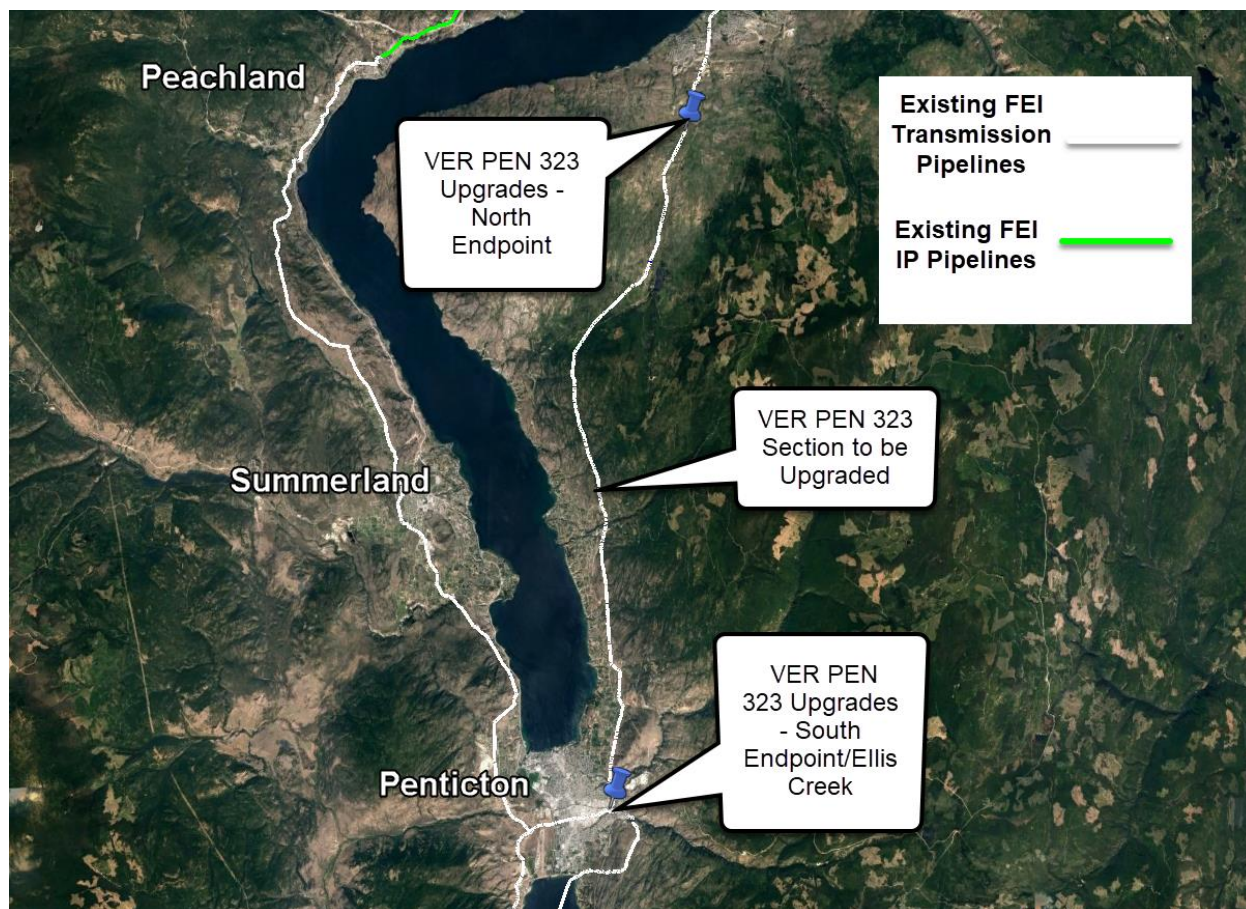 Peachland
VER PEN 323
Upgrades -
North
Endpoint
Existing FEI
Transmission
Pipelines
Existing FEI
IP Pipelines
VER PEN 323
Section to be
Upgraded
Summerland
VER PEN
323 Upgrades
- South
Endpoint/Ellis
Creek
Penticton